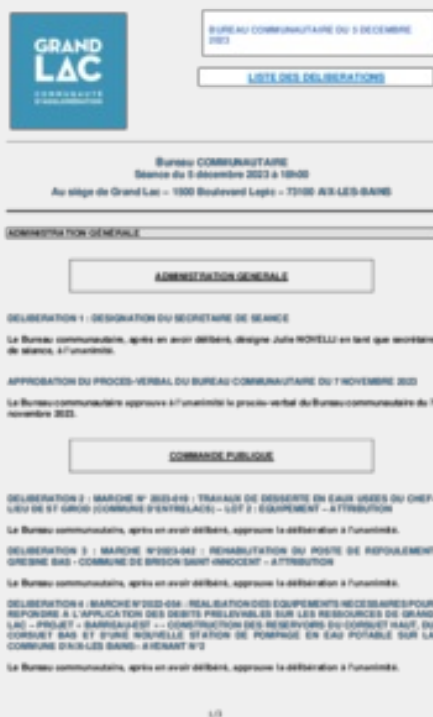 GRAND
LAC
COMMUNAUTÉ
D'AGGLOMÉRATION
BUREAU COMMUNAUTAIRE DU 5 DECEMBRE
2023
LISTE DES DELIBERATIONS
Bureau COMMUNAUTAIRE
Séance du 5 décembre 2023 à 18h00
Au siège de Grand Lac – 1500 Boulevard Lepic – 73100 AIX-LES-BAINS
ADMINISTRATION GÉNÉRALE
ADMINISTRATION GENERALE
DELIBERATION 1 : DESIGNATION DU SECRETAIRE DE SEANCE
Le Bureau communautaire, après en avoir délibéré, désigne Julie NOVELLI en tant que secrétaire
de séance, à l'unanimité.
APPROBATION DU PROCES-VERBAL DU BUREAU COMMUNAUTAIRE DU 7 NOVEMBRE 2023
Le Bureau communautaire approuve à l'unanimité le procès-verbal du Bureau communautaire du 7
novembre 2023.
COMMANDE PUBLIQUE
DELIBERATION 2 : MARCHE N° 2023-019 : TRAVAUX DE DESSERTE EN EAUX USEES DU CHEF-
LIEU DE ST GIROD (COMMUNE D'ENTRELACS) – LOT 2 : EQUIPEMENT – ATTRIBUTION
Le Bureau communautaire, après en avoir délibéré, approuve la délibération à l'unanimité.
DELIBERATION 3 : MARCHE N°2023-042 : REHABILITATION DU POSTE DE REFOULEMENT
GRESINE BAS - COMMUNE DE BRISON SAINT-INNOCENT – ATTRIBUTION
Le Bureau communautaire, après en avoir délibéré, approuve la délibération à l'unanimité.
DELIBERATION 4 : MARCHE N°2022-056 : REALISATION DES EQUIPEMENTS NECESSAIRES POUR
REPONDRE A L'APPLICATION DES DEBITS PRELEVABLES SUR LES RESSOURCES DE GRAND
LAC – PROJET « BARREAU-EST » – CONSTRUCTION DES RESERVOIRS DU CORSUET HAUT, DU
CORSUET BAS ET D'UNE NOUVELLE STATION DE POMPAGE EN EAU POTABLE SUR LA
COMMUNE D'AIX-LES BAINS– AVENANT N°2
Le Bureau communautaire, après en avoir délibéré, approuve la délibération à l'unanimité.
1/3